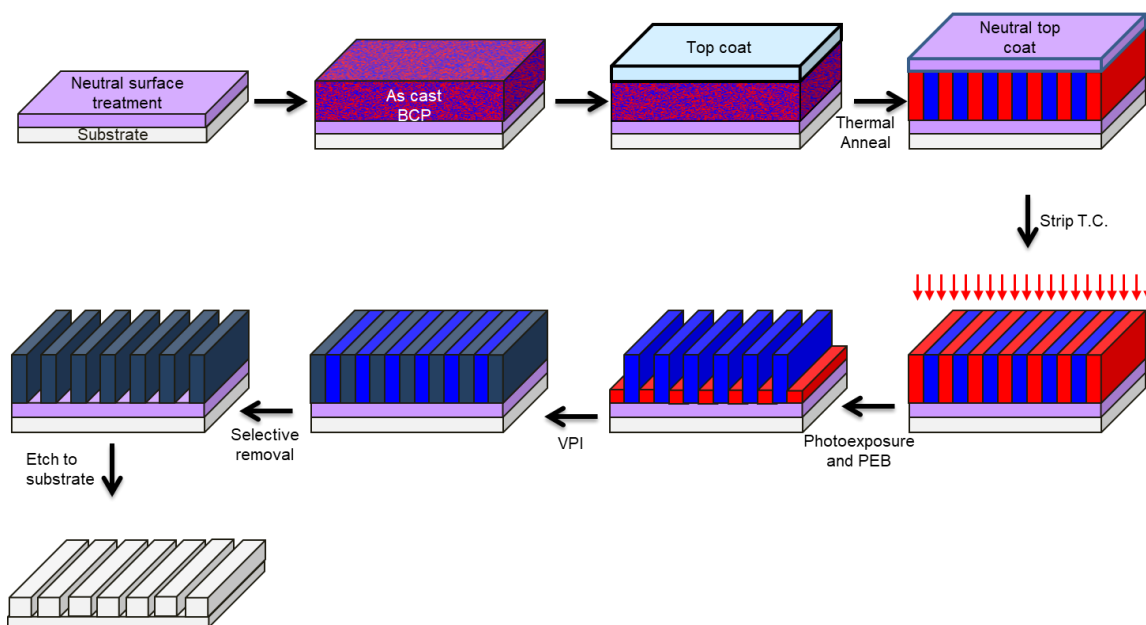 Neutral surface
treatment
Substrate
As cast
BCP
Top coat
Thermal
Anneal
Neutral top
coat
Strip T.C.
Photoexposure
and PEB
VPI
Selective
removal
Etch to
substrate